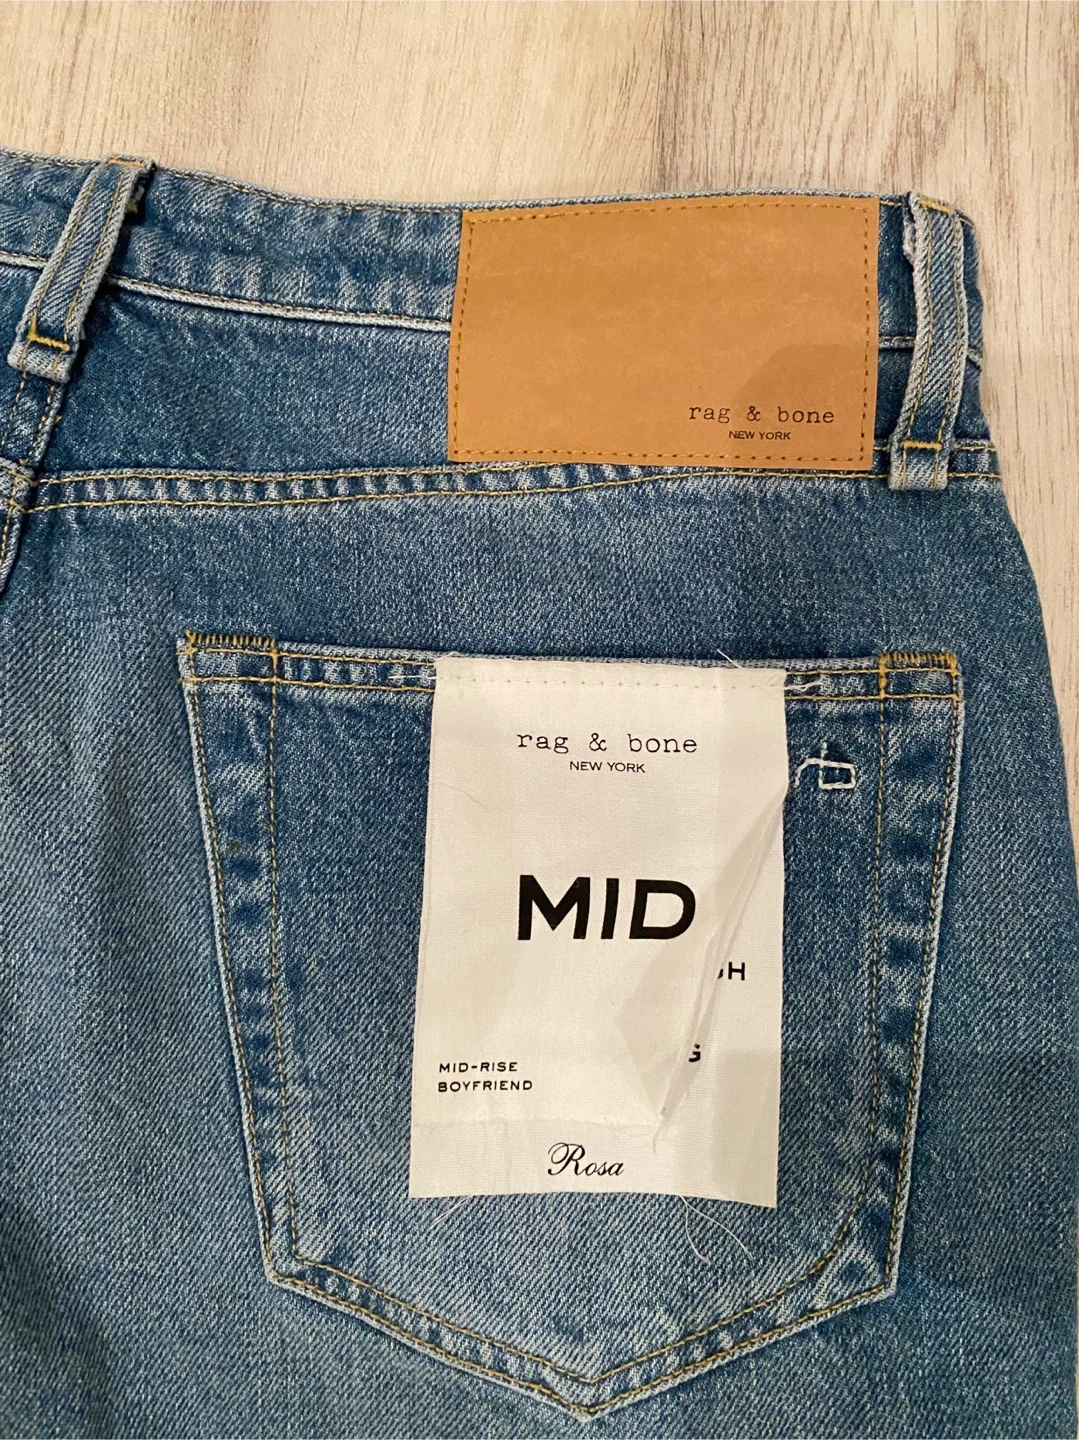 rag & bone
NEW YORK
rag & bone
NEW YORK
MID
MID-RISE
BOYFRIEND
Rosa